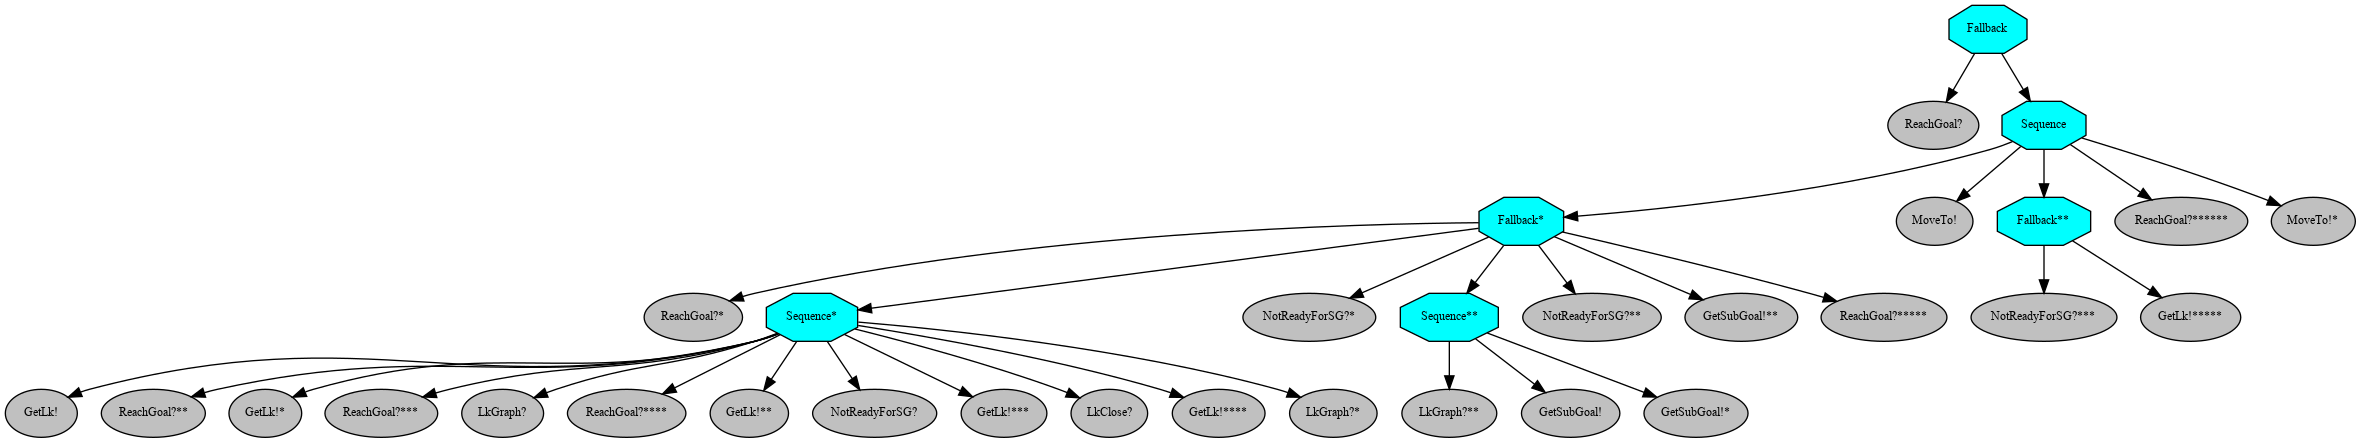 Fallback
ReachGoal?
Sequence
Fallback*
MoveTo!
Fallback**
ReachGoal?******
MoveTo!*
ReachGoal?*
Sequence*
NotReadyForSG?*
Sequence**
NotReadyForSG?**
GetSubGoal!**
ReachGoal?*****
NotReadyForSG?***
GetLk!*****
GetLk!
ReachGoal?**
GetLk!*
ReachGoal?***
LkGraph?
ReachGoal?****
GetLk!**
NotReadyForSG?
GetLk!***
LkClose?
GetLk!****
LkGraph?*
LkGraph?**
GetSubGoal!
GetSubGoal!*